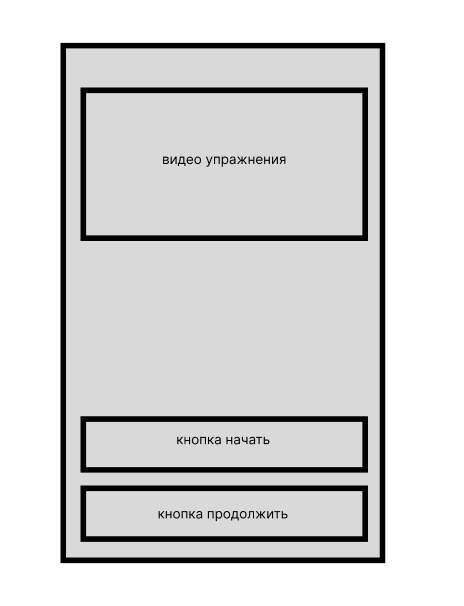 видео упражнения
кнопка начать
кнопка продолжить